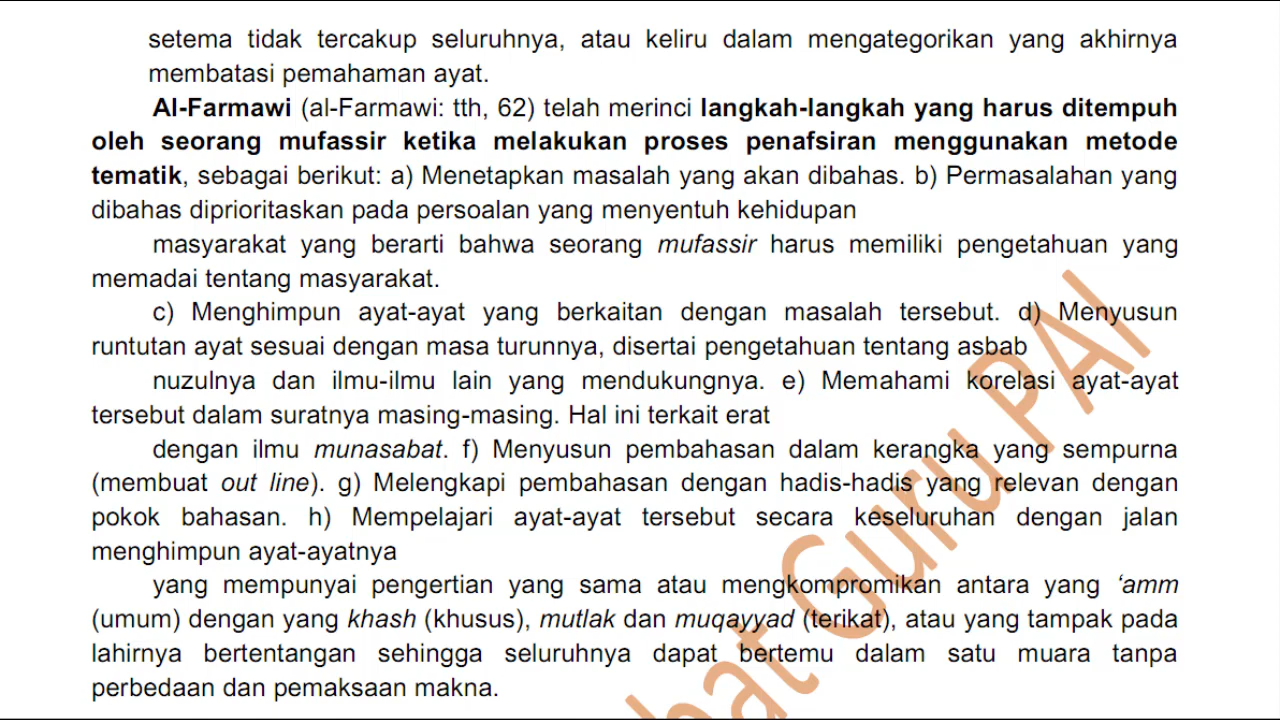 setema tidak tercakup seluruhnya, atau keliru dalam mengategorikan yang akhirnya
membatasi pemahaman ayat.
Al-Farmawi (al-Farmawi: tth, 62) telah merinci langkah-langkah yang harus ditempuh
oleh seorang mufassir ketika melakukan proses penafsiran menggunakan metode
tematik, sebagai berikut: a) Menetapkan masalah yang akan dibahas. b) Permasalahan yang
dibahas diprioritaskan pada persoalan yang menyentuh kehidupan
masyarakat yang berarti bahwa seorang mufassir harus memiliki pengetahuan yang
memadai tentang masyarakat.
c) Menghimpun ayat-ayat yang berkaitan dengan masalah tersebut. d) Menyusun
runtutan ayat sesuai dengan masa turunnya, disertai pengetahuan tentang asbab
nuzulnya dan ilmu-ilmu lain yang mendukungnya. e) Memahami korelasi ayat-ayat
tersebut dalam suratnya masing-masing. Hal ini terkait erat
dengan ilmu munasabat. f) Menyusun pembahasan dalam kerangka yang sempurna
(membuat out line). g) Melengkapi pembahasan dengan hadis-hadis yang relevan dengan
pokok bahasan. h) Mempelajari ayat-ayat tersebut secara keseluruhan dengan jalan
menghimpun ayat-ayatnya
yang mempunyai pengertian yang sama atau mengkompromikan antara yang ‘amm
(umum) dengan yang khash (khusus), mutlak dan muqayyad (terikat), atau yang tampak pada
lahirnya bertentangan sehingga seluruhnya dapat bertemu dalam satu muara tanpa
perbedaan dan pemaksaan makna.
bat Guru PAI